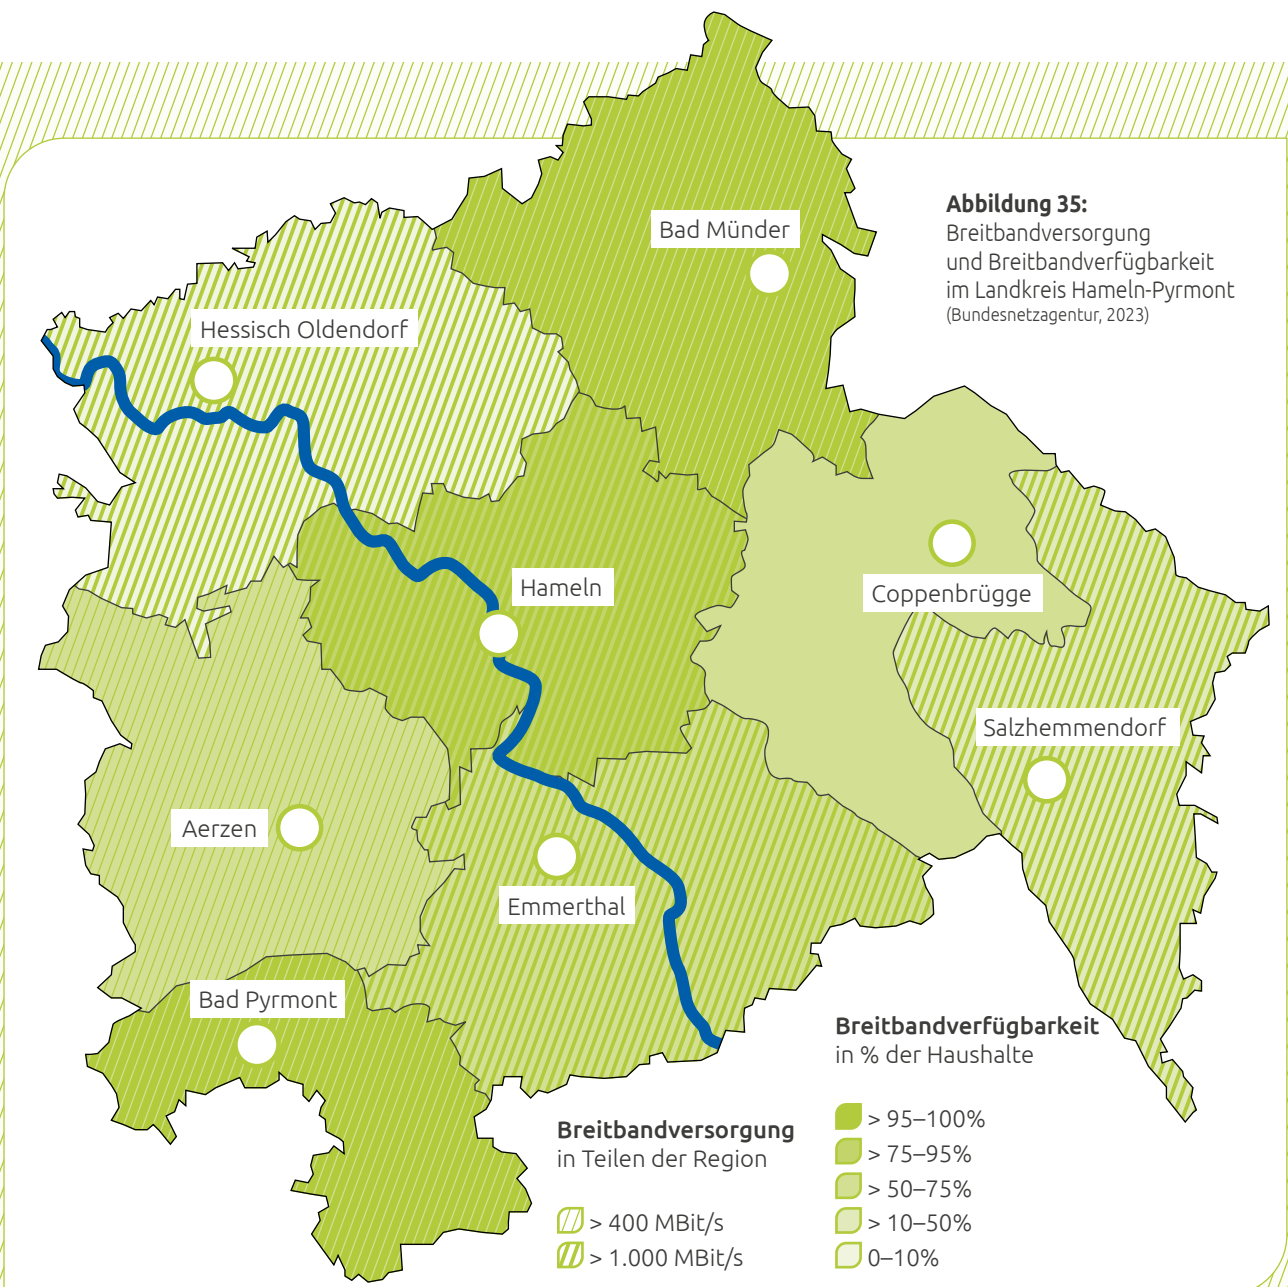 Bad Münder
Abbildung 35:
Breitbandversorgung
und Breitbandverfügbarkeit
im Landkreis Hameln-Pyrmont
(Bundesnetzagentur, 2023)
Hessisch Oldendorf
Hameln
Coppenbrügge
Salzhemmendorf
Aerzen
Emmerthal
Bad Pyrmont
Breitbandversorgung
in Teilen der Region
> 400 MBit/s
> 1.000 MBit/s
Breitbandverfügbarkeit
in % der Haushalte
> 95–100%
> 75–95%
> 50–75%
> 10–50%
0–10%